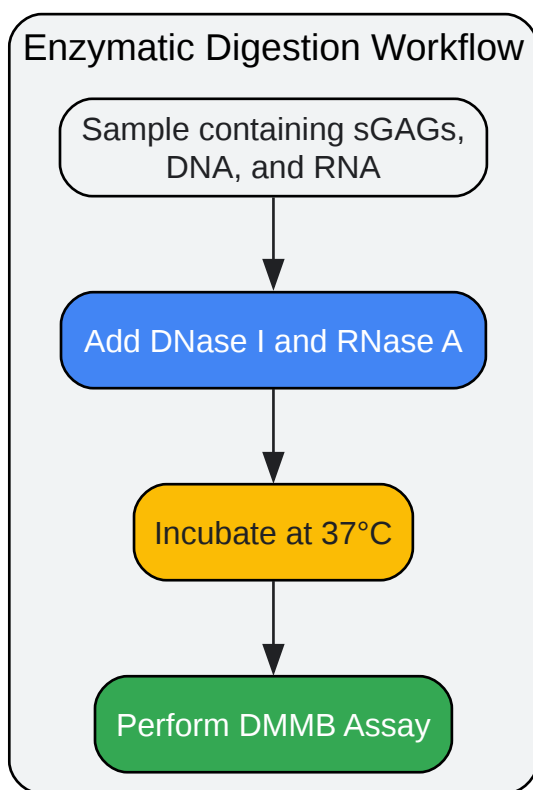 Enzymatic Digestion Workflow
Sample containing sGAGs,
DNA, and RNA
Add DNase I and RNase A
Incubate at 37°C
Perform DMMB Assay